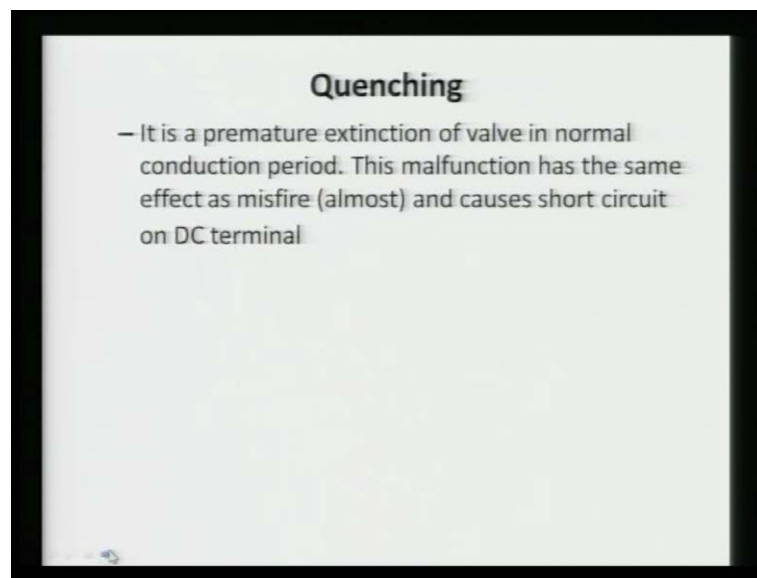 Quenching
– It is a premature extinction of valve in normal
conduction period. This malfunction has the same
effect as misfire (almost) and causes short circuit
on DC terminal